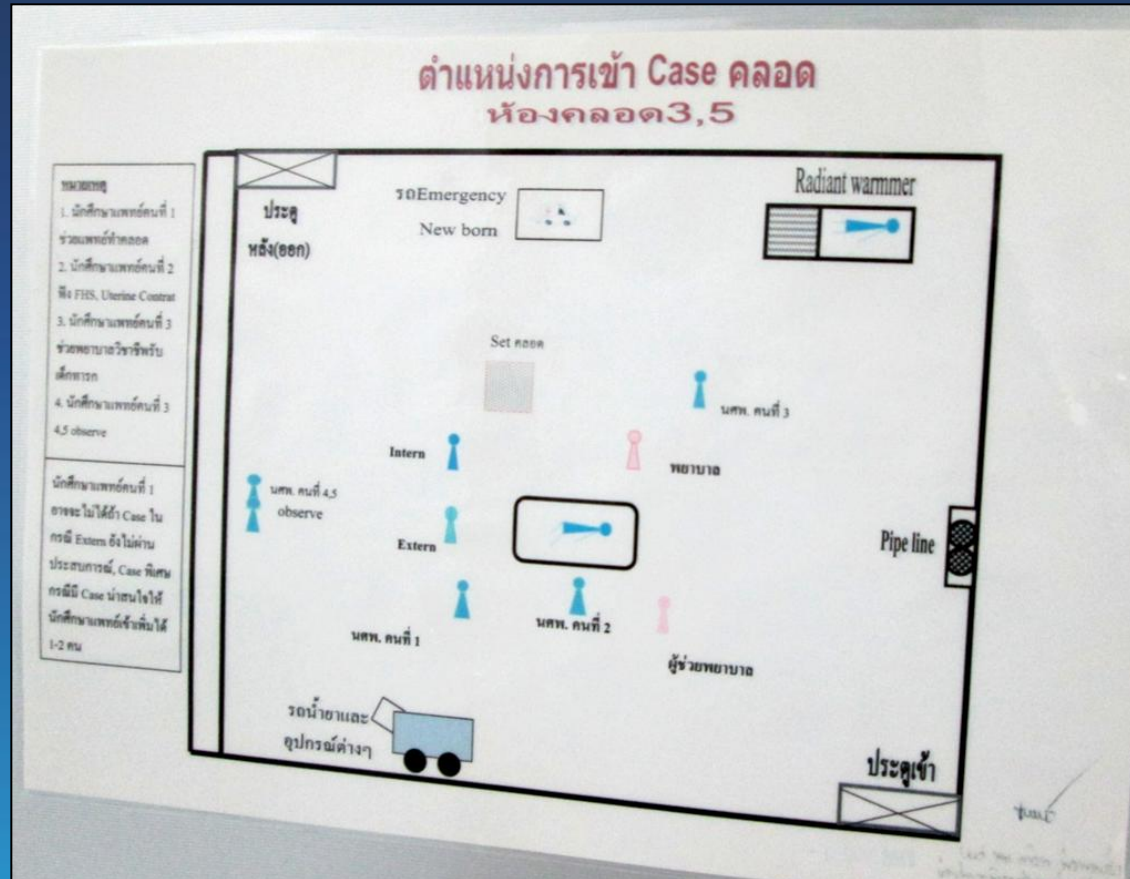 ตำแหน่งการเข้า Case คลอด
ห้องคลอด3,5
หมายเหตุ
1. นักศึกษาแพทย์คนที่ 1
ช่วยแพทย์ทำคลอด
2. นักศึกษาแพทย์คนที่ 2
ฟัง FHS, Uterine Contrat
3. นักศึกษาแพทย์คนที่ 3
ช่วยพยาบาลวิชาชีพรับ
เด็กทารก
4. นักศึกษาแพทย์คนที่ 3
4,5 observe
นักศึกษาแพทย์คนที่ 1
อาจจะไม่ได้ถ้า Case ใน
กรณี Extern ยังไม่ผ่าน
ประสบการณ์, Case พิเศษ
กรณีมี Case น่าสนใจให้
นักศึกษาแพทย์เข้าเพิ่มได้
1-2 คน
ประตู
หลัง(ออก)
รถEmergency
New born
Radiant warmmer
Set คลอด
นศพ. คนที่ 3
Intern
พยาบาล
นศพ. คนที่ 4,5
observe
Extern
Pipe line
นศพ. คนที่ 1
นศพ. คนที่ 2
ผู้ช่วยพยาบาล
รถน้ำยาและ
อุปกรณ์ต่างๆ
ประตูเข้า